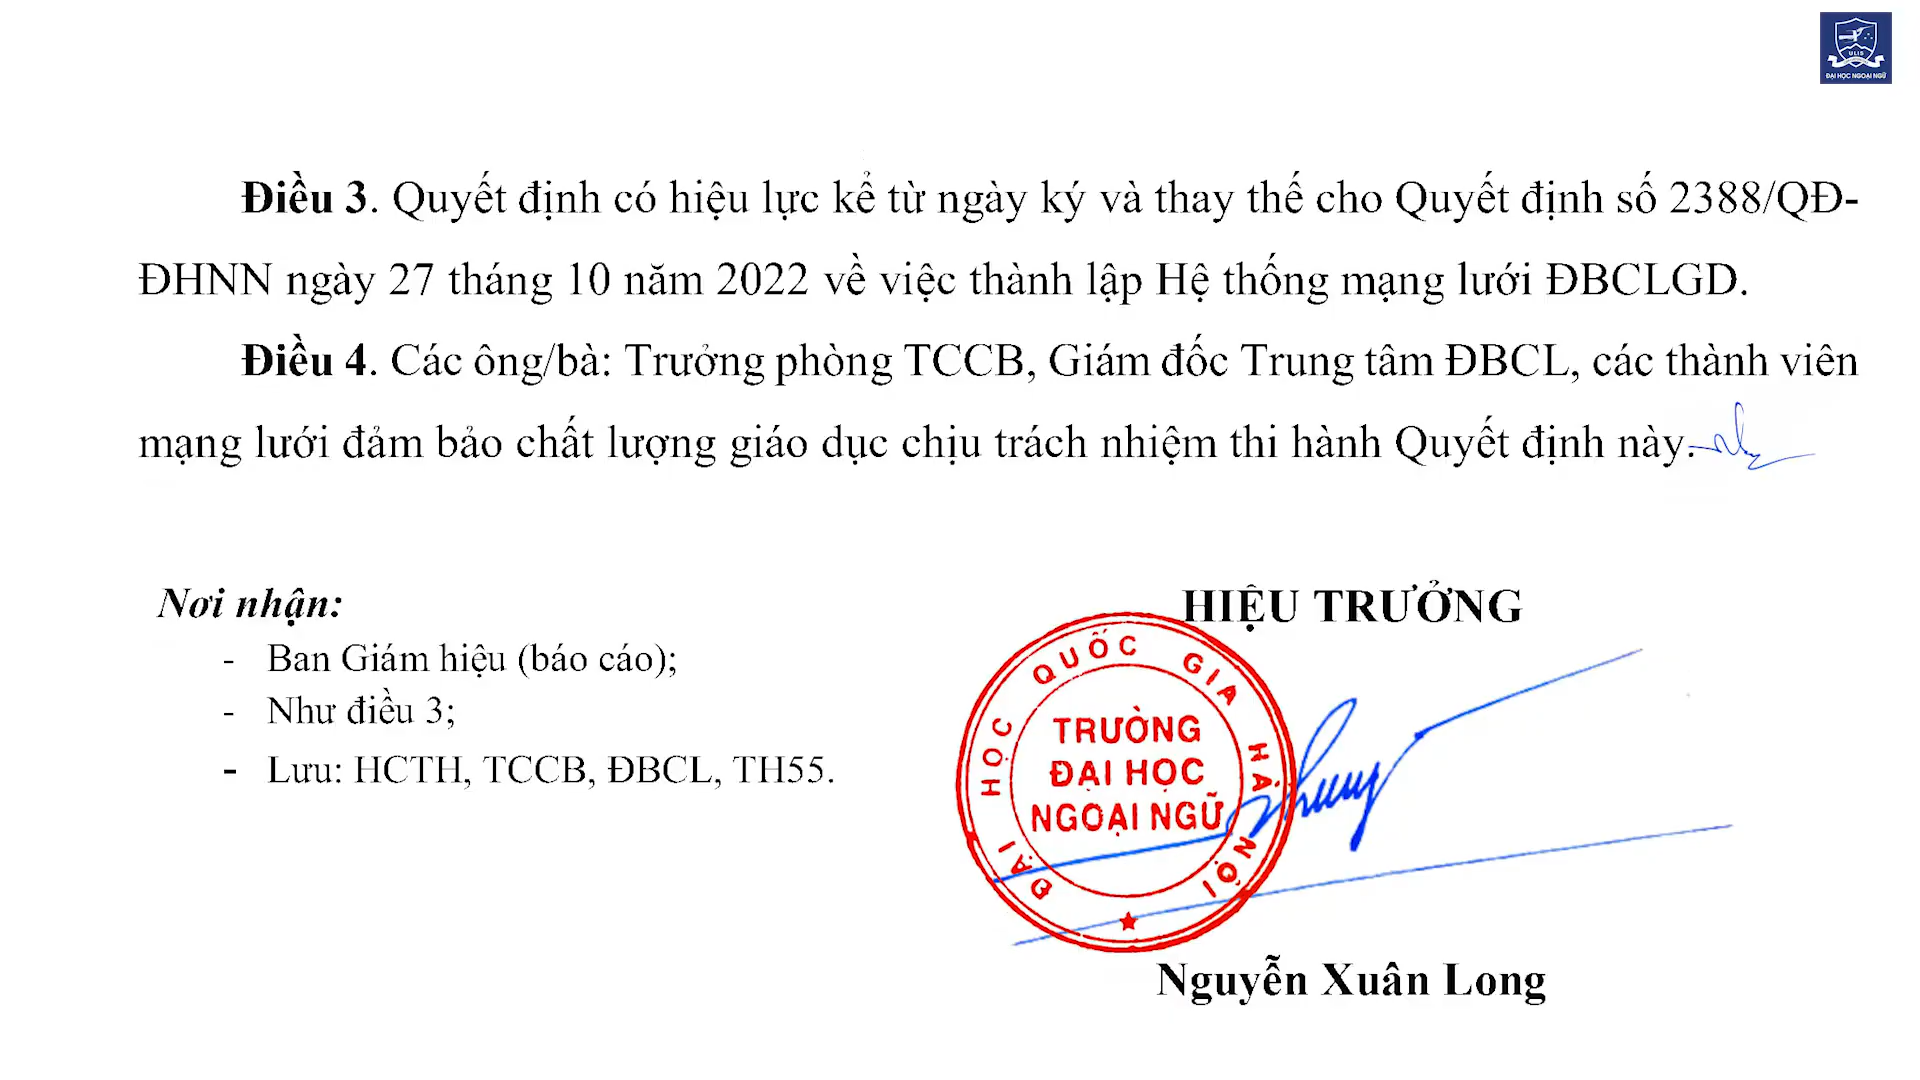 ULIS
ĐẠI HỌC NGOẠI NGỮ
Điều 3. Quyết định có hiệu lực kể từ ngày ký và thay thế cho Quyết định số 2388/QĐ-
ĐHNN ngày 27 tháng 10 năm 2022 về việc thành lập Hệ thống mạng lưới ĐBCLGD.
Điều 4. Các ông/bà: Trưởng phòng TCCB, Giám đốc Trung tâm ĐBCL, các thành viên
mạng lưới đảm bảo chất lượng giáo dục chịu trách nhiệm thi hành Quyết định này.
Nơi nhận:
- Ban Giám hiệu (báo cáo);
- Như điều 3;
- Lưu: HCTH, TCCB, ĐBCL, TH55.
HIỆU TRƯỞNG
ĐẠI HỌC QUỐC GIA HÀ NỘI
TRƯỜNG
ĐẠI HỌC
NGOẠI NGỮ
Nguyễn Xuân Long